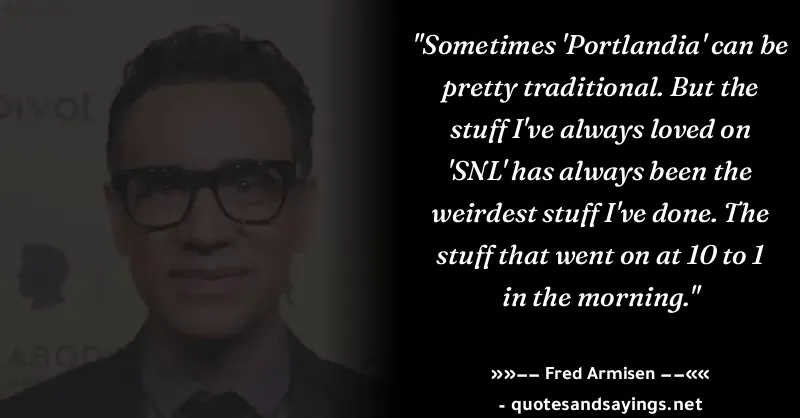 "Sometimes 'Portlandia' can be
pretty traditional. But the
stuff I've always loved on
'SNL' has always been the
weirdest stuff I've done. The
stuff that went on at 10 to 1
in the morning."
»»−− Fred Armisen −−««
- quotesandsayings.net